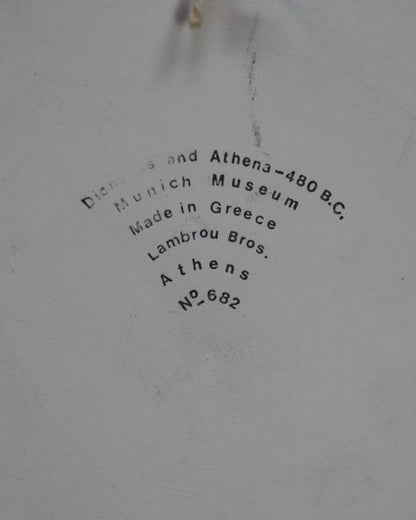 and Athena-480 B.C.
Munich Museum
Made in Greece
Lambrou Bros.
Athens
Nº 682